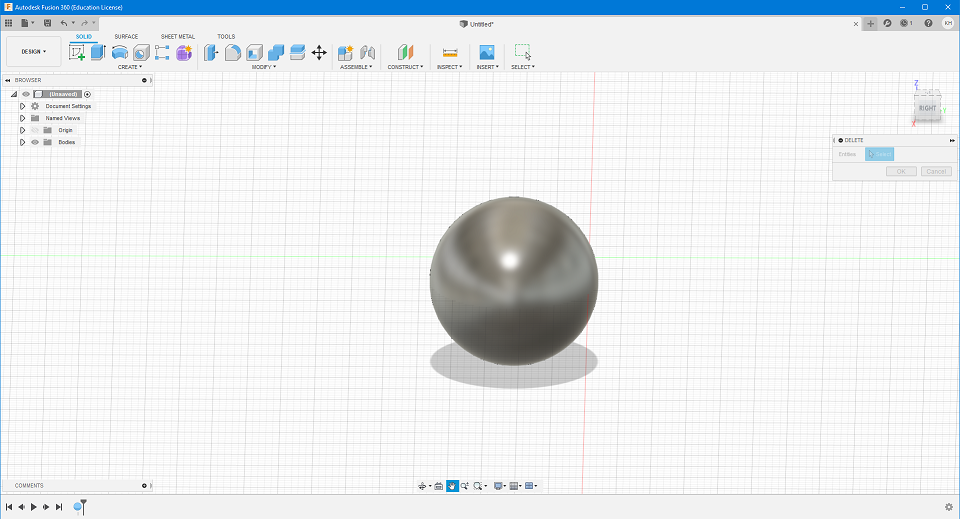 F Autodesk Fusion 360 (Education License)
Untitled*
1
KH
DESIGN
SOLID SURFACE SHEET METAL TOOLS
CREATE MODIFY ASSEMBLE CONSTRUCT INSPECT INSERT SELECT
BROWSER
(Unsaved)
Document Settings
Named Views
Origin
Bodies
Z
RIGHT
Y
X
DELETE
Entities Select
OK Cancel
COMMENTS